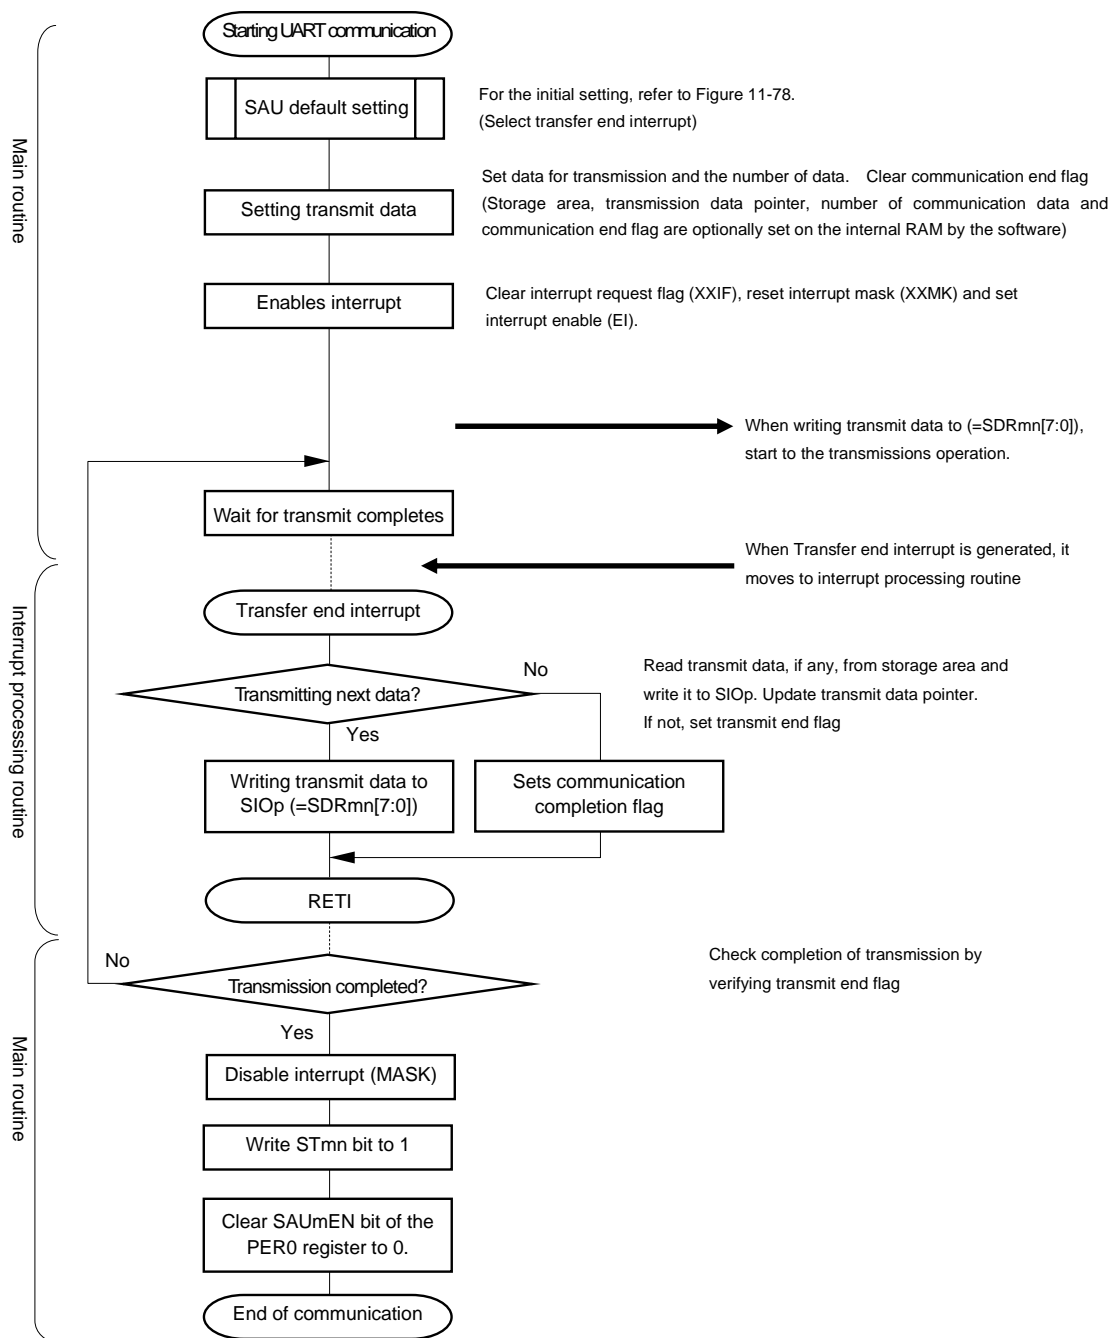 Starting UART communication
SAU default setting
For the initial setting, refer to Figure 11-78.
(Select transfer end interrupt)
Main routine
Setting transmit data
Set data for transmission and the number of data. Clear communication end flag
(Storage area, transmission data pointer, number of communication data and
communication end flag are optionally set on the internal RAM by the software)
Enables interrupt
Clear interrupt request flag (XXIF), reset interrupt mask (XXMK) and set
interrupt enable (EI).
When writing transmit data to (=SDRmn[7:0]),
start to the transmissions operation.
Wait for transmit completes
When Transfer end interrupt is generated, it
moves to interrupt processing routine
Interrupt processing routine
Transfer end interrupt
Transmitting next data?
No
Yes
Read transmit data, if any, from storage area and
write it to SIOp. Update transmit data pointer.
If not, set transmit end flag
Writing transmit data to
SIOp (=SDRmn[7:0])
Sets communication
completion flag
RETI
Main routine
No
Transmission completed?
Yes
Check completion of transmission by
verifying transmit end flag
Disable interrupt (MASK)
Write STmn bit to 1
Clear SAUmEN bit of the
PER0 register to 0.
End of communication